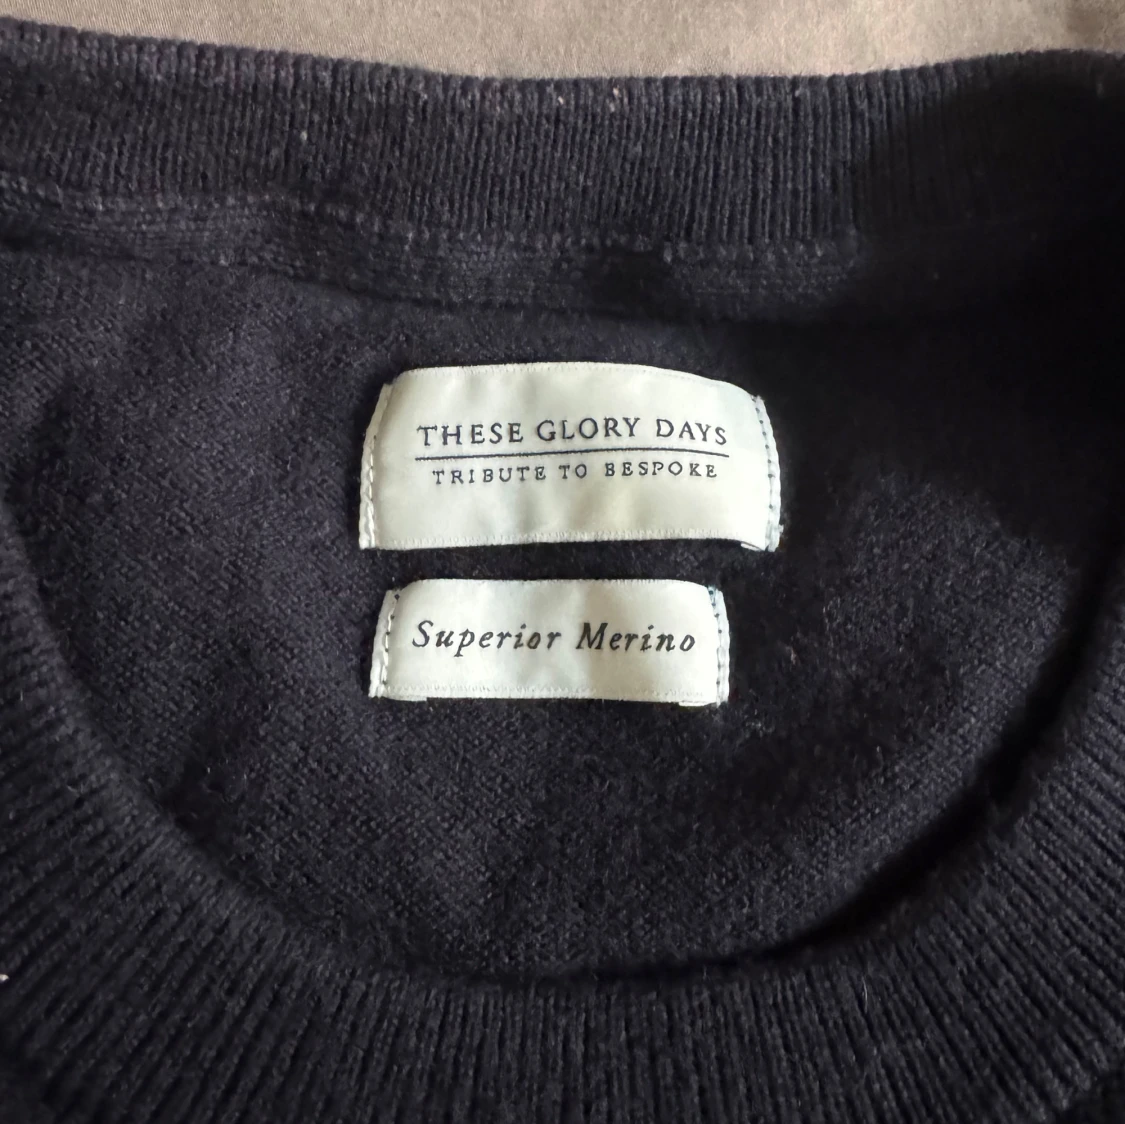 THESE GLORY DAYS
TRIBUTE TO BESPOKE
Superior Merino